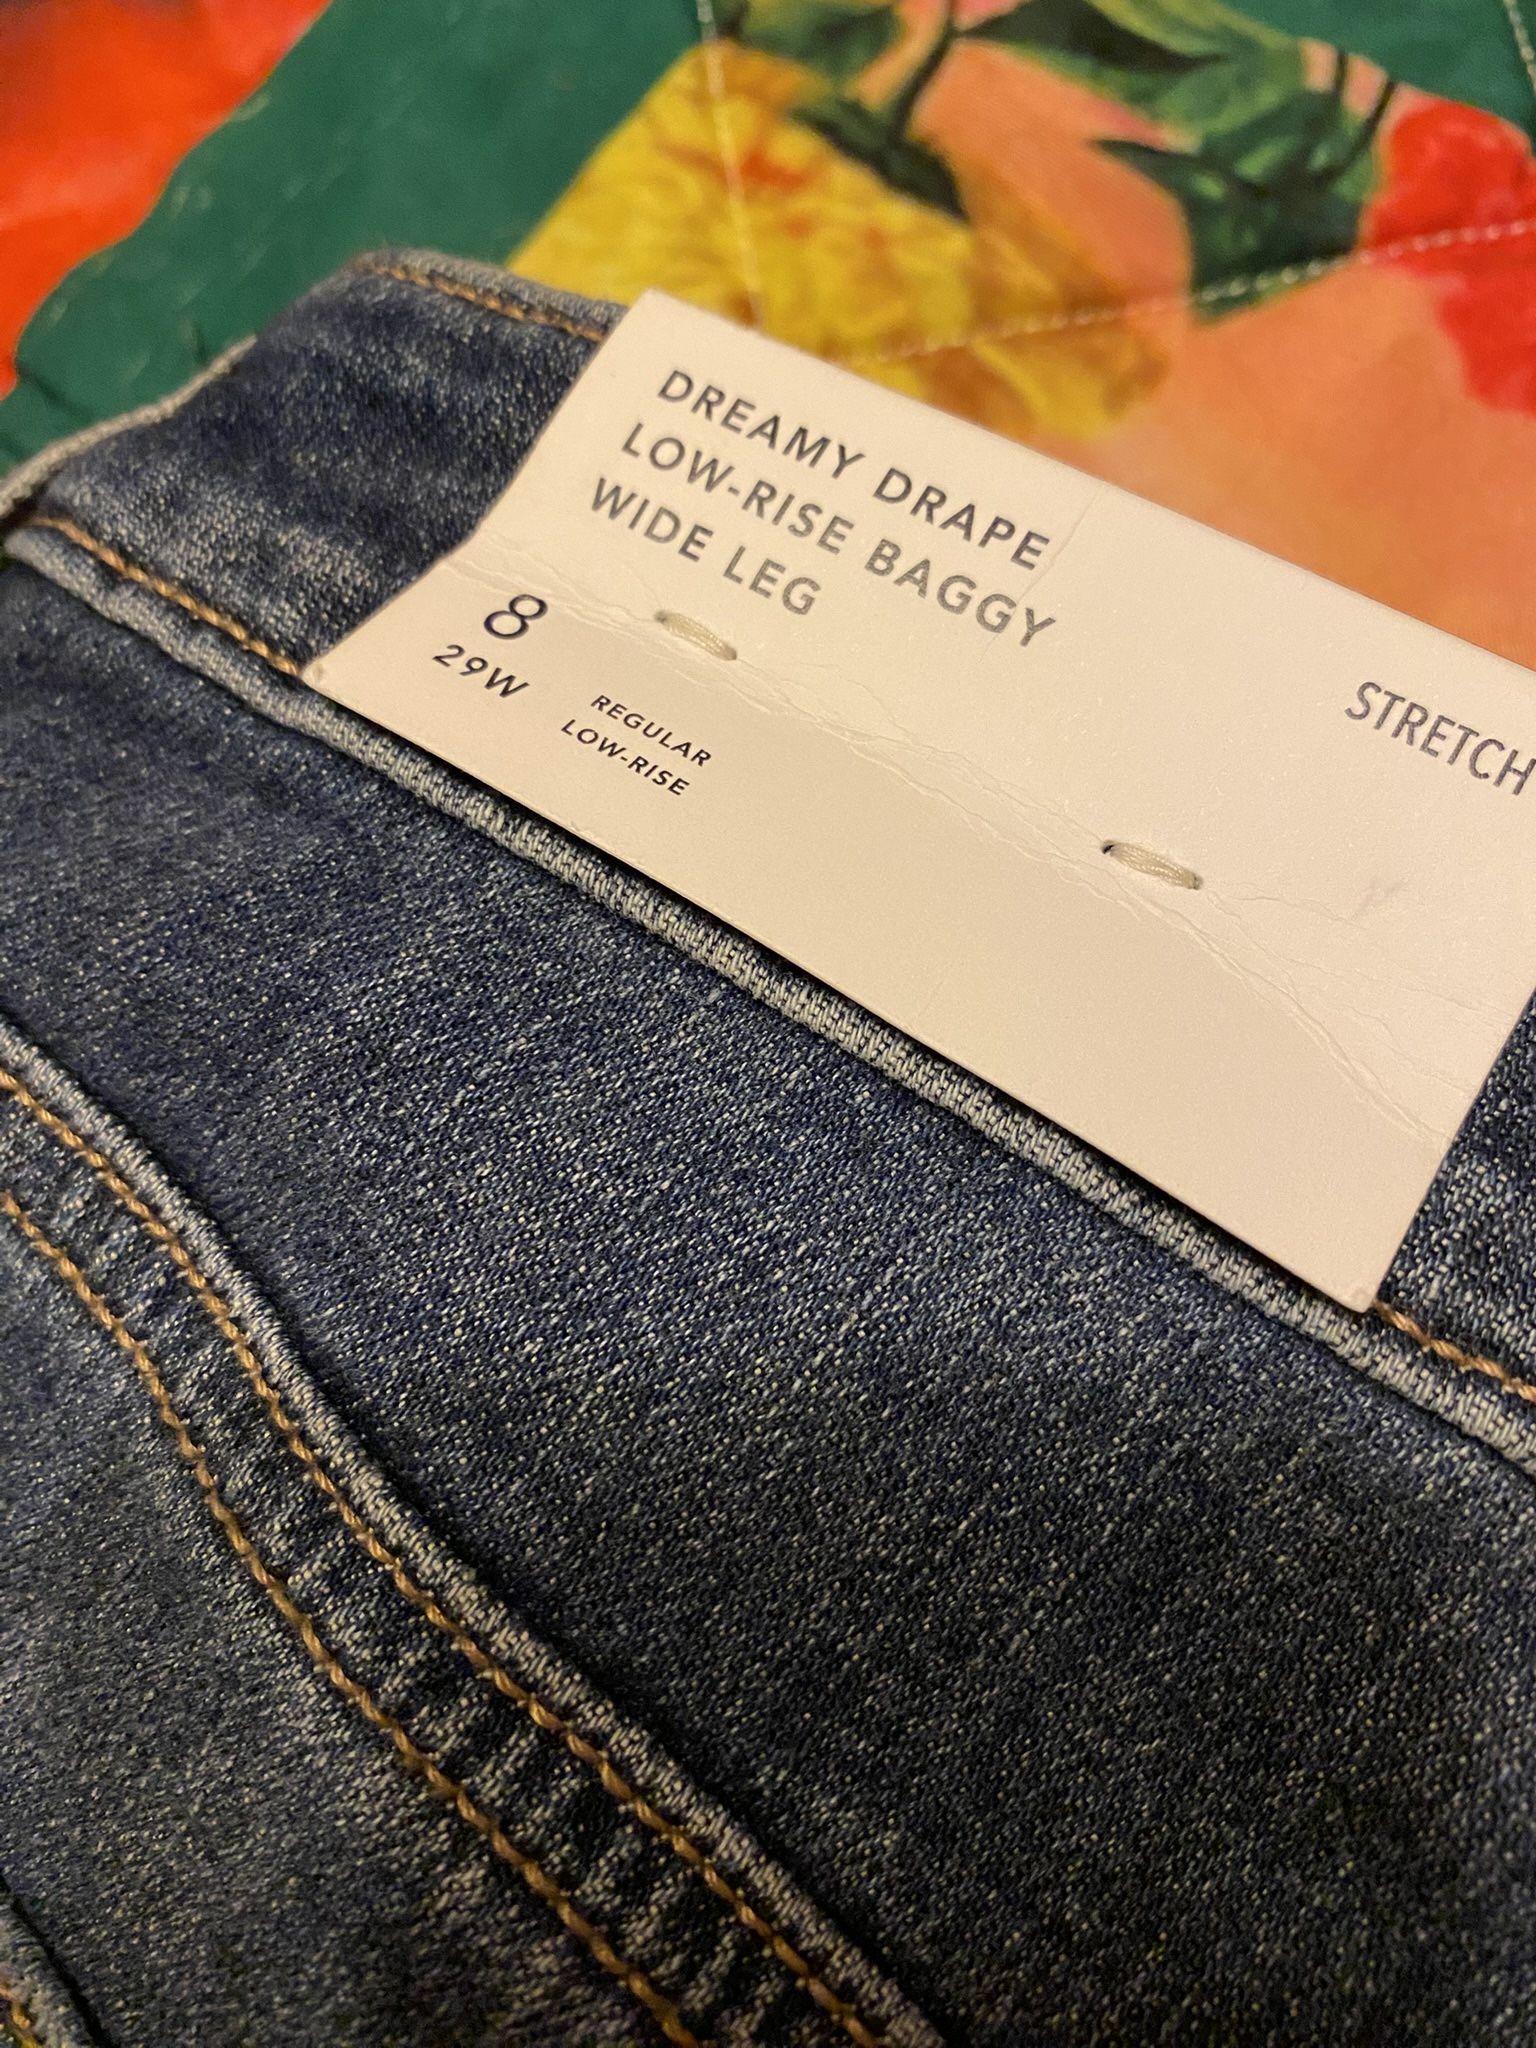 DREAMY DRAPE
LOW-RISE BAGGY
WIDE LEG
8
29W
REGULAR
LOW-RISE
STRETCH